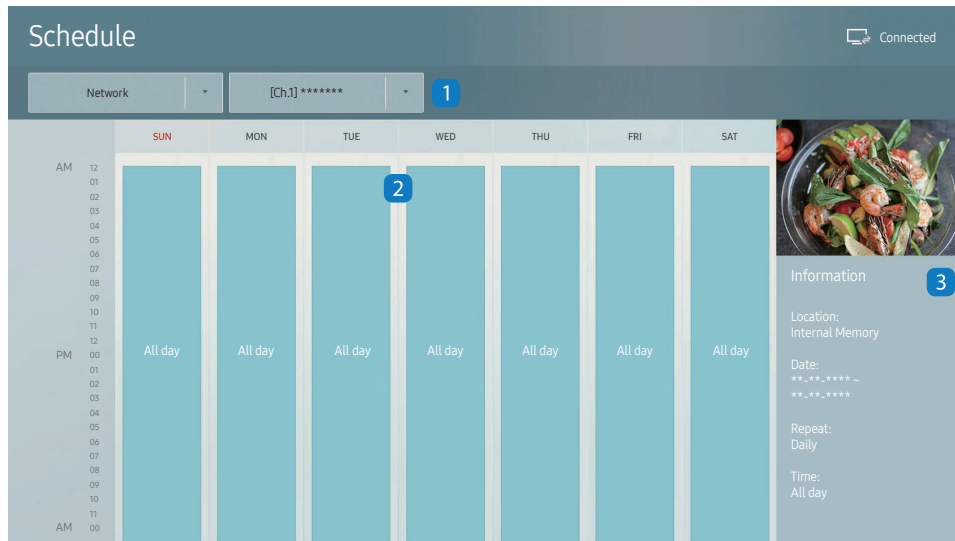 Schedule
Connected
Network
[Ch.1] *******
1
SUN MON TUE WED THU FRI SAT
AM 12
01
02
03
04
05
06
07
08
09
10
11
12
PM 00
01
02
03
04
05
06
07
08
09
10
11
AM 00
2
All day All day All day All day All day All day All day
3
Information
Location:
Internal Memory
Date:
**-**-**** ~
**-**-****
Repeat:
Daily
Time:
All day